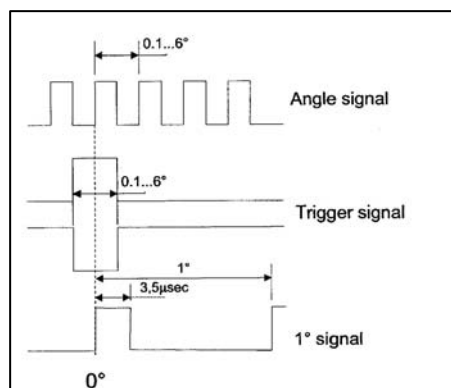 0.1...6°
Angle signal
0.1...6°
Trigger signal
1°
3,5µsec
1° signal
0°